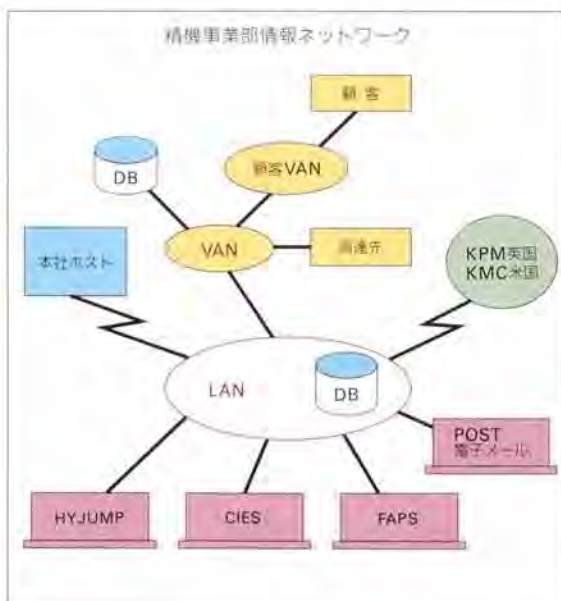 精機事業部情報ネットワーク
顧客
DB
顧客VAN
VAN
調達先
本社ホスト
KPM英国
KMC米国
LAN
DB
POST
電子メール
HYJUMP
CIES
FAPS